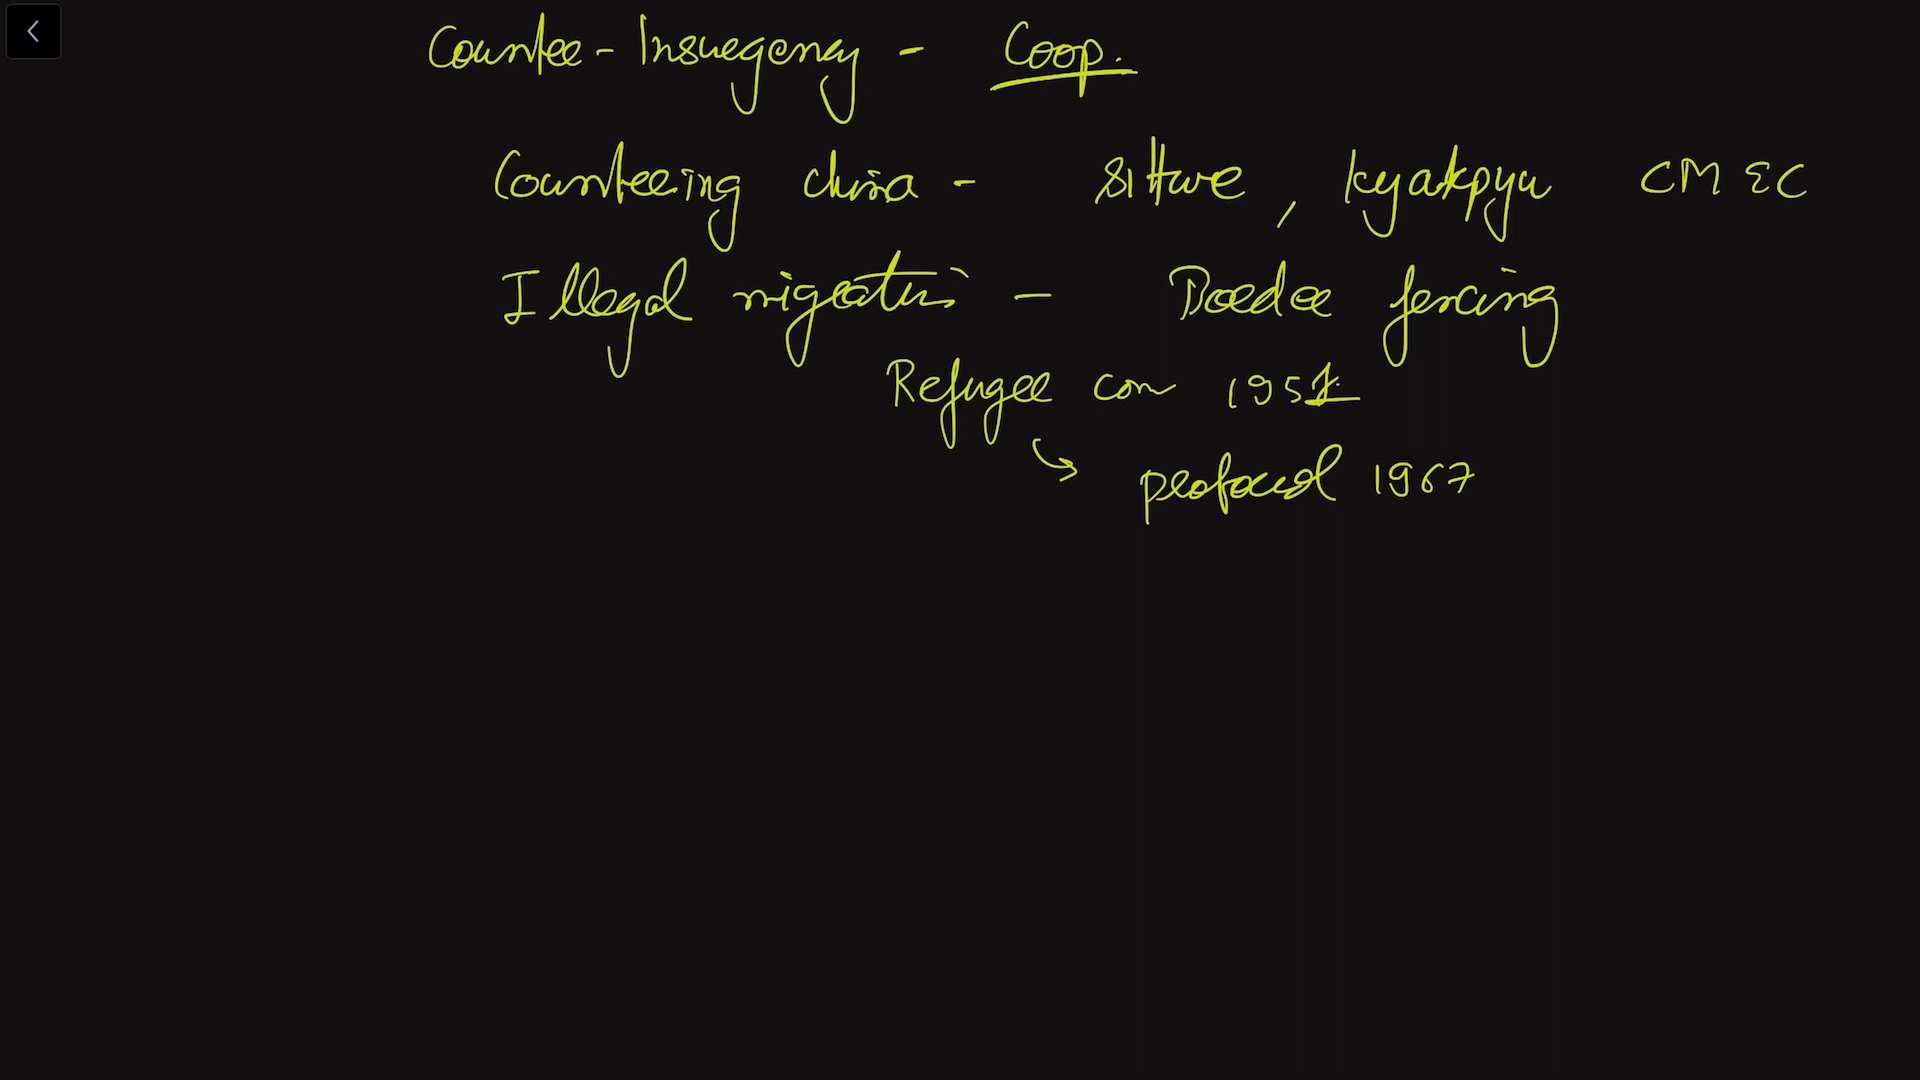 Counter-Insurgency - Coop.
Countering china - Sittwe, kyakpyu CMEC
Illegal migration - Border fencing
Refugee con 1951
protocol 1967